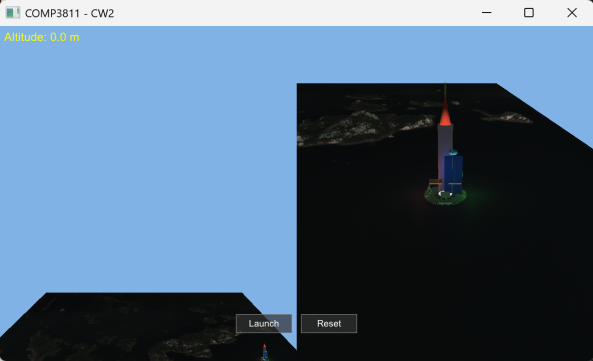 COMP3811 - CW2
Altitude: 0.0 m
Launch
Reset